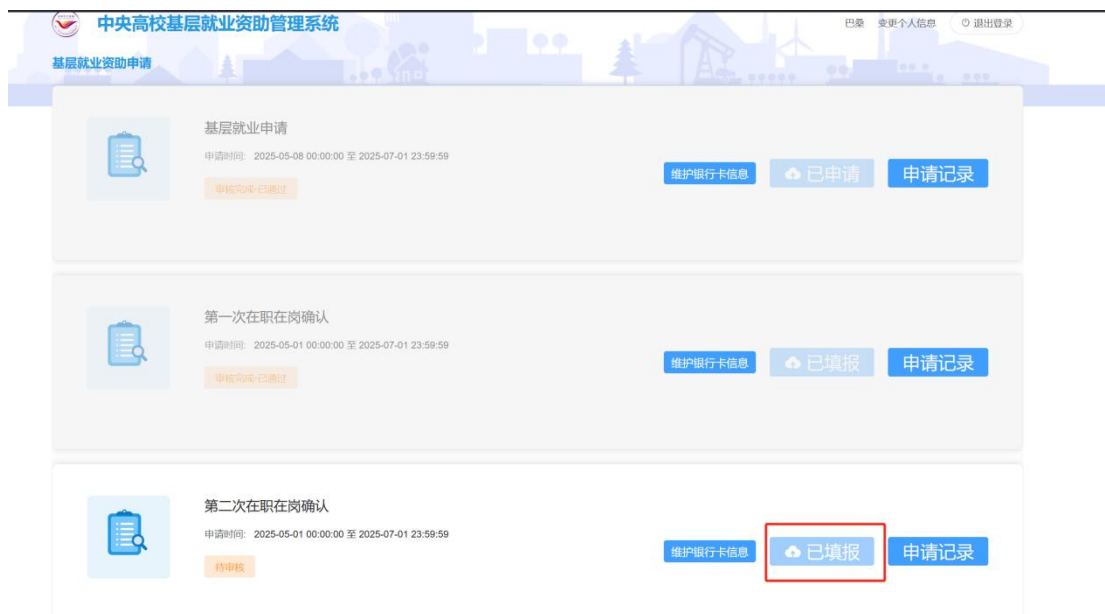 中央高校基层就业资助管理系统
巴桑 变更个人信息 退出登录
基层就业资助申请
基层就业申请
申请时间: 2025-05-08 00:00:00 至 2025-07-01 23:59:59
审核完成-已通过
维护银行卡信息 已申请 申请记录
第一次在职在岗确认
申请时间: 2025-05-01 00:00:00 至 2025-07-01 23:59:59
审核完成-已通过
维护银行卡信息 已填报 申请记录
第二次在职在岗确认
申请时间: 2025-05-01 00:00:00 至 2025-07-01 23:59:59
待审核
维护银行卡信息 已填报 申请记录